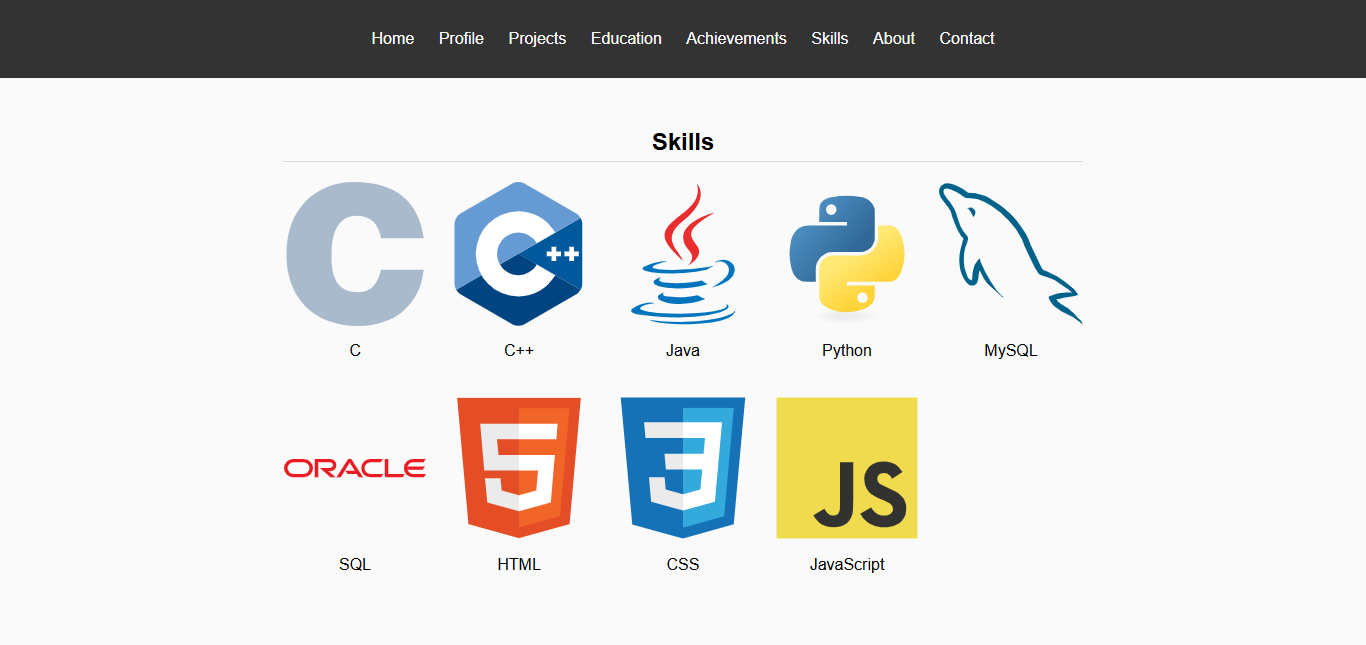 Home Profile Projects Education Achievements Skills About Contact
Skills
C C++
C C++ Java Python MySQL
ORACLE 5 3 JS
SQL HTML CSS JavaScript